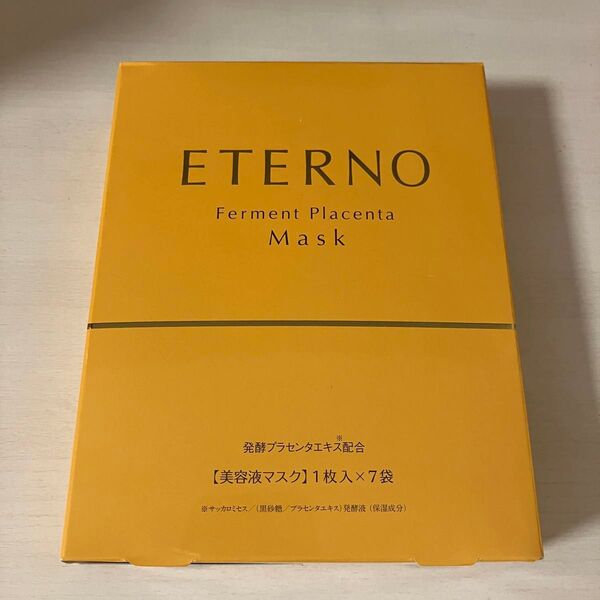 ETERNO
Ferment Placenta
Mask
発酵プラセンタエキス※配合
【美容液マスク】1枚入×7袋
※サッカロミセス／(黒砂糖／プラセンタエキス)発酵液(保湿成分)